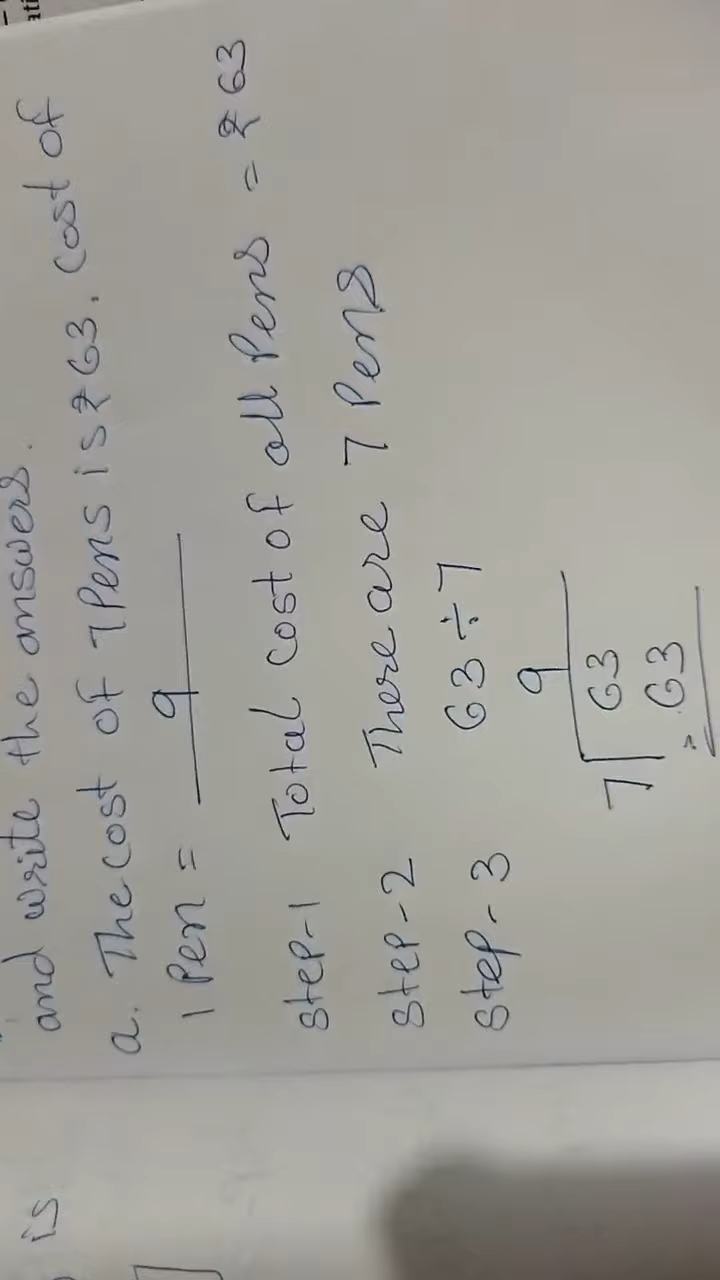 and write the answers.
a. The cost of 7 Pens is ₹ 63. Cost of
1 Pen = 9
Step-1 Total cost of all Pens = ₹ 63
Step-2 There are 7 Pens
Step-3 63 ÷ 7
9
7 63
- 63
is